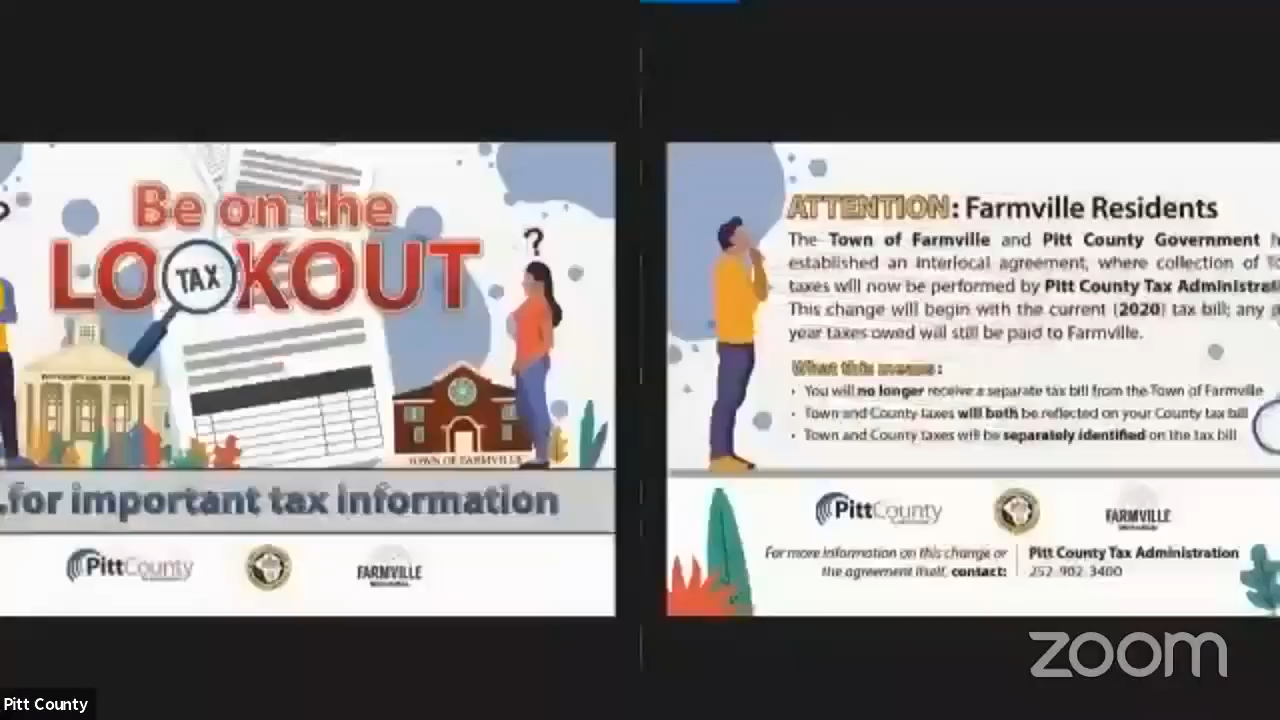 Be on the
LOOKOUT
TAX
?
TOWN OF FARMVILLE
for important tax information
PittCounty
FARMVILLE
ATTENTION: Farmville Residents
The Town of Farmville and Pitt County Government
established an interlocal agreement, where collection of
taxes will now be performed by Pitt County Tax
This change will begin with the current (2020) tax bill; any
year taxes owed will still be paid to Farmville.
What this means:
• You will no longer receive a separate tax bill from the Town of Farmville
• Town and County taxes will both be reflected on your County tax bill
• Town and County taxes will be separately identified on the tax bill
PittCounty
FARMVILLE
For more information on this change or
the agreement itself, contact:
Pitt County Tax Administration
252-902-3400
zoom
Pitt County